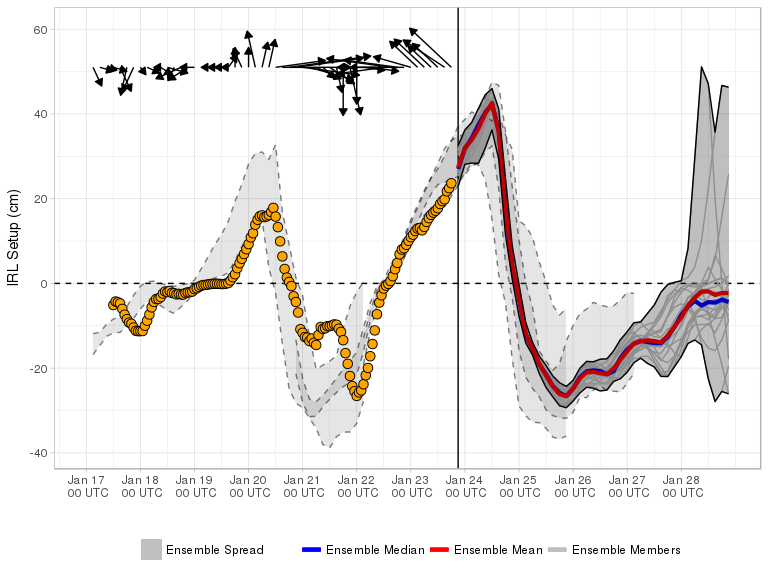 60
40
20
0
-20
-40
IRL Setup (cm)
Jan 17 Jan 18 Jan 19 Jan 20 Jan 21 Jan 22 Jan 23 Jan 24 Jan 25 Jan 26 Jan 27 Jan 28
00 UTC 00 UTC 00 UTC 00 UTC 00 UTC 00 UTC 00 UTC 00 UTC 00 UTC 00 UTC 00 UTC 00 UTC
Ensemble Spread Ensemble Median Ensemble Mean Ensemble Members